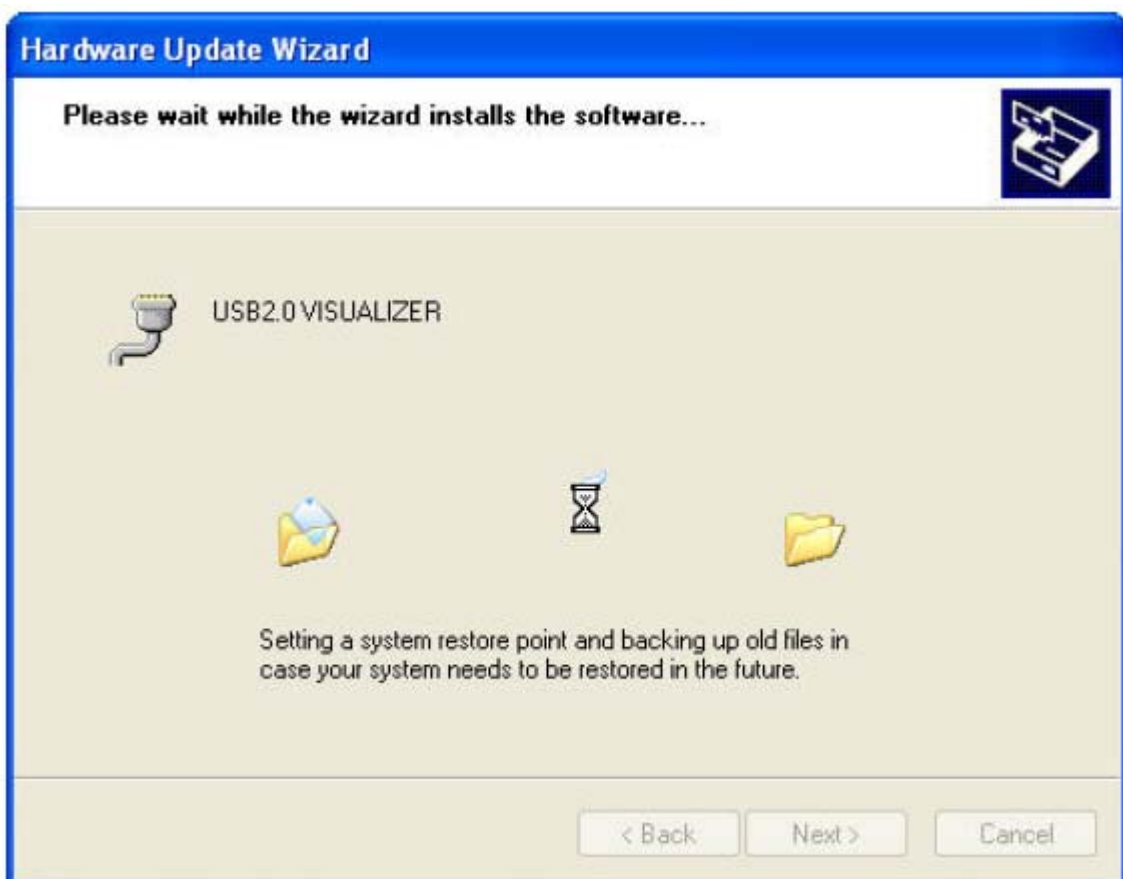 Hardware Update Wizard
Please wait while the wizard installs the software...
USB2.0 VISUALIZER
Setting a system restore point and backing up old files in
case your system needs to be restored in the future.
< Back
Next >
Cancel